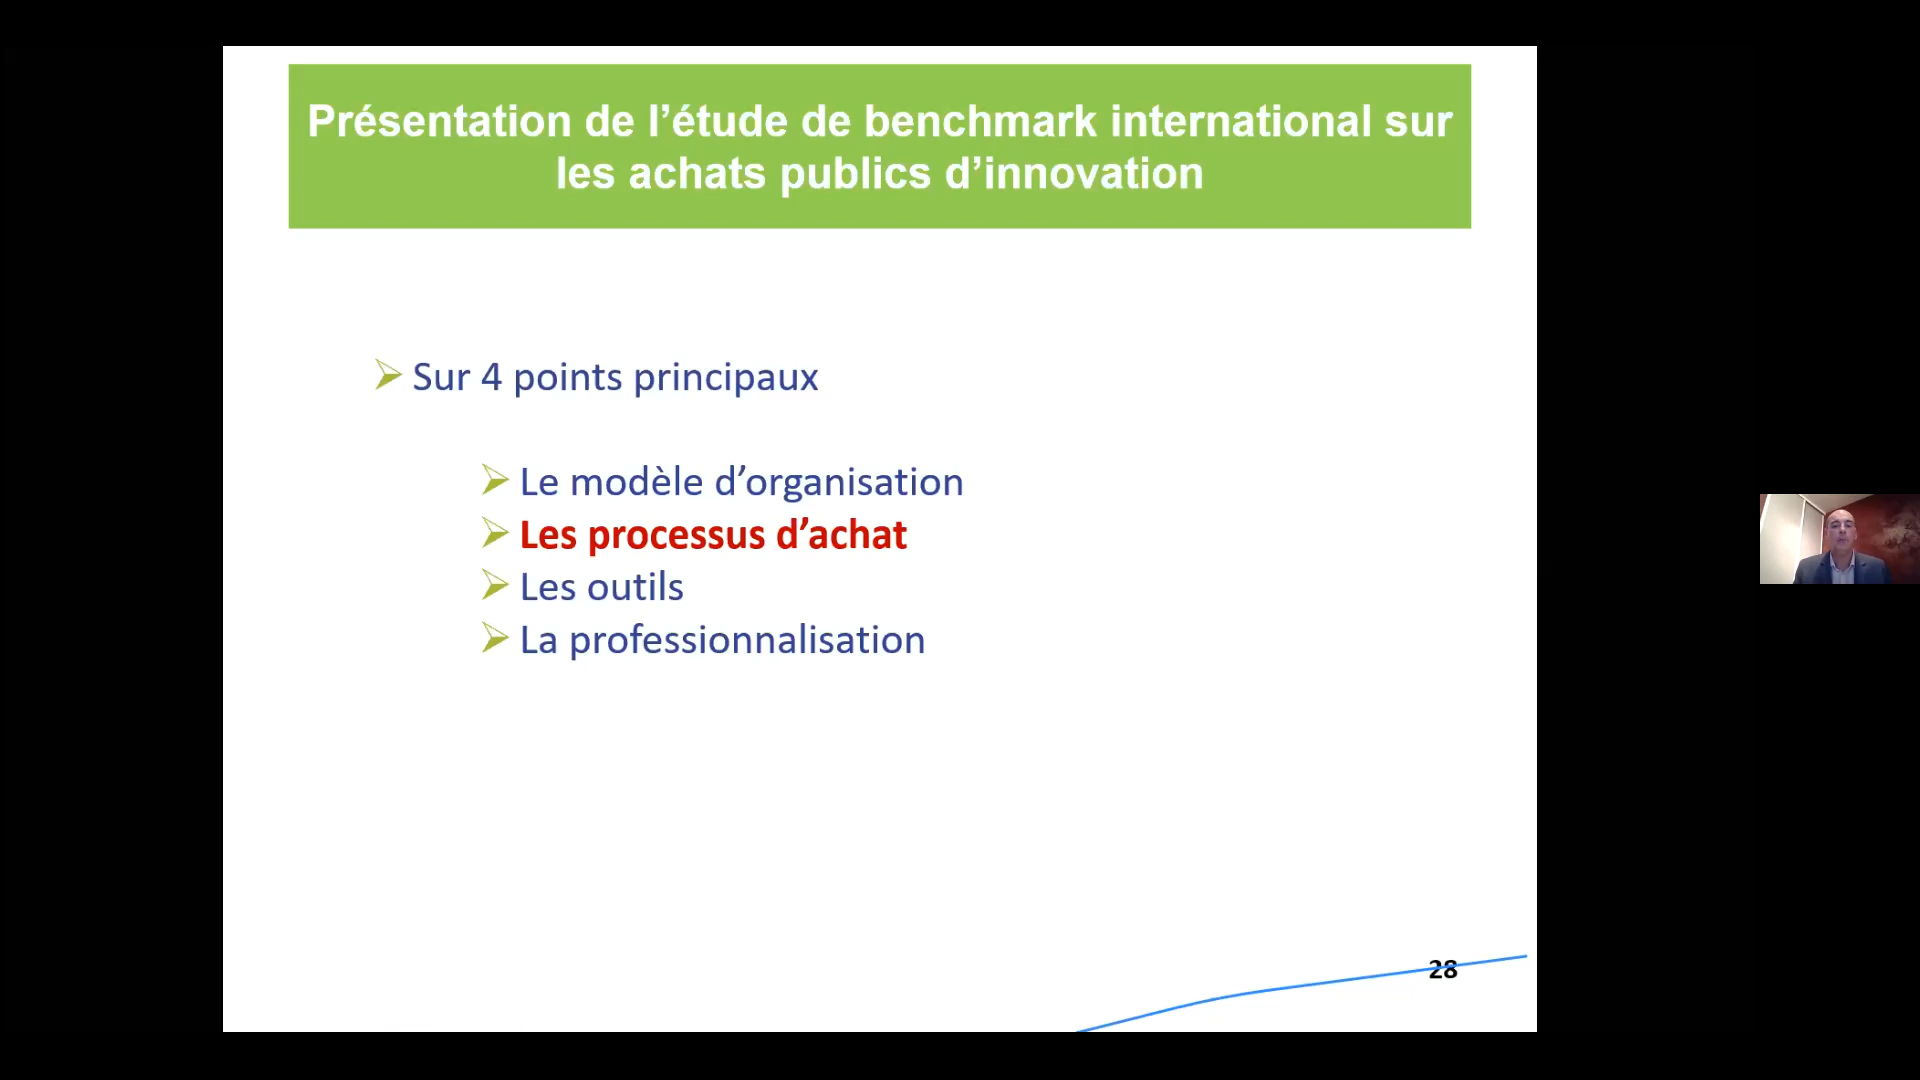 Présentation de l’étude de benchmark international sur
les achats publics d’innovation
Sur 4 points principaux
Le modèle d’organisation
Les processus d’achat
Les outils
La professionnalisation
28